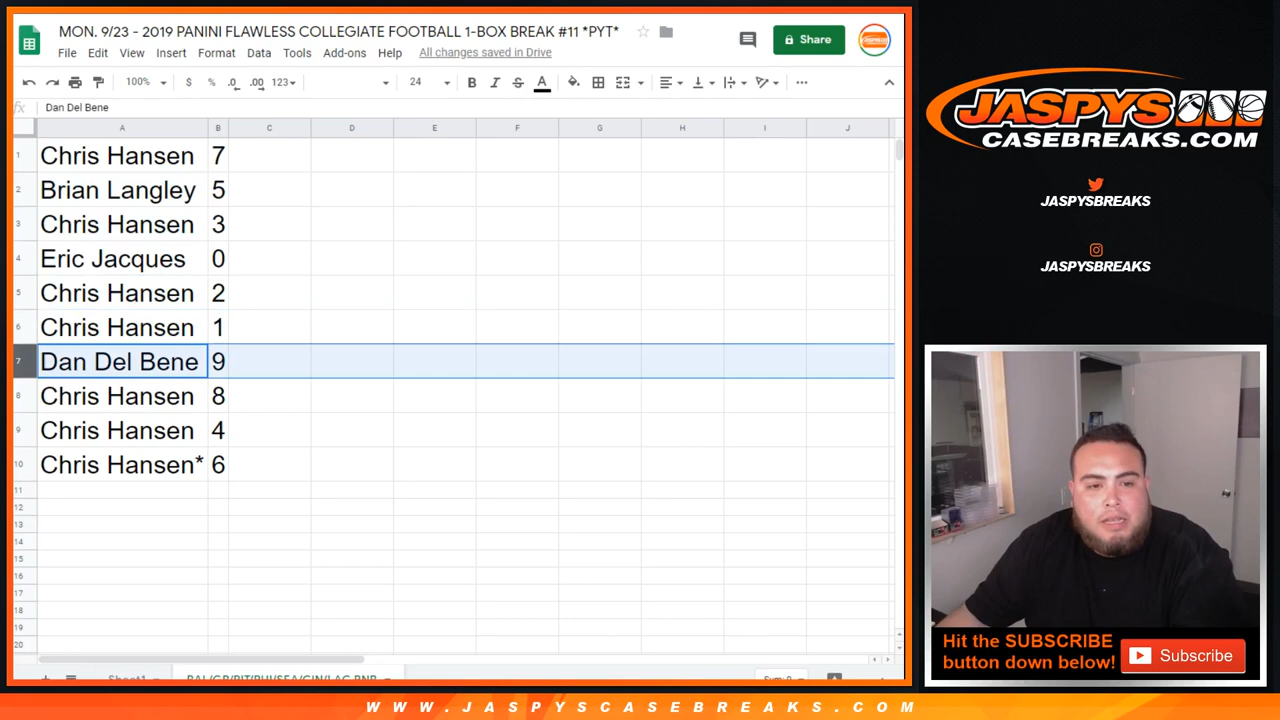 MON. 9/23 - 2019 PANINI FLAWLESS COLLEGIATE FOOTBALL 1-BOX BREAK #11 *PYT*
File Edit View Insert Format Data Tools Add-ons Help All changes saved in Drive
Share
100% $ % .0 .00 123 24 B I S A
fx Dan Del Bene
A B C D E F G H I J
1 Chris Hansen 7
2 Brian Langley 5
3 Chris Hansen 3
4 Eric Jacques 0
5 Chris Hansen 2
6 Chris Hansen 1
7 Dan Del Bene 9
8 Chris Hansen 8
9 Chris Hansen 4
10 Chris Hansen* 6
11
12
13
14
15
16
17
18
19
20
JASPYS
CASEBREAKS.COM
JASPYSBREAKS
JASPYSBREAKS
Hit the SUBSCRIBE
button down below!
Subscribe
WWW.JASPYSCASEBREAKS.COM